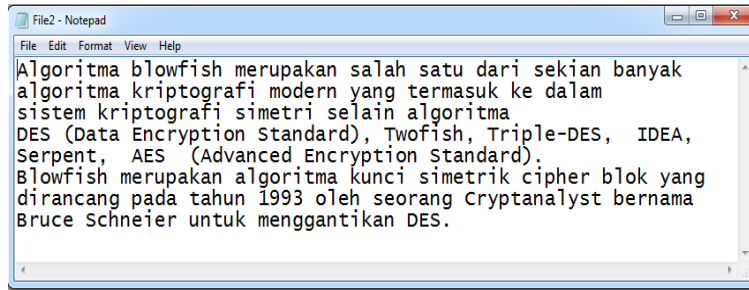 File2 - Notepad
File Edit Format View Help
Algoritma blowfish merupakan salah satu dari sekian banyak
algoritma kriptografi modern yang termasuk ke dalam
sistem kriptografi simetri selain algoritma
DES (Data Encryption Standard), Twofish, Triple-DES,  IDEA,
Serpent,  AES  (Advanced Encryption Standard).
Blowfish merupakan algoritma kunci simetrik cipher blok yang
dirancang pada tahun 1993 oleh seorang Cryptanalyst bernama
Bruce Schneier untuk menggantikan DES.